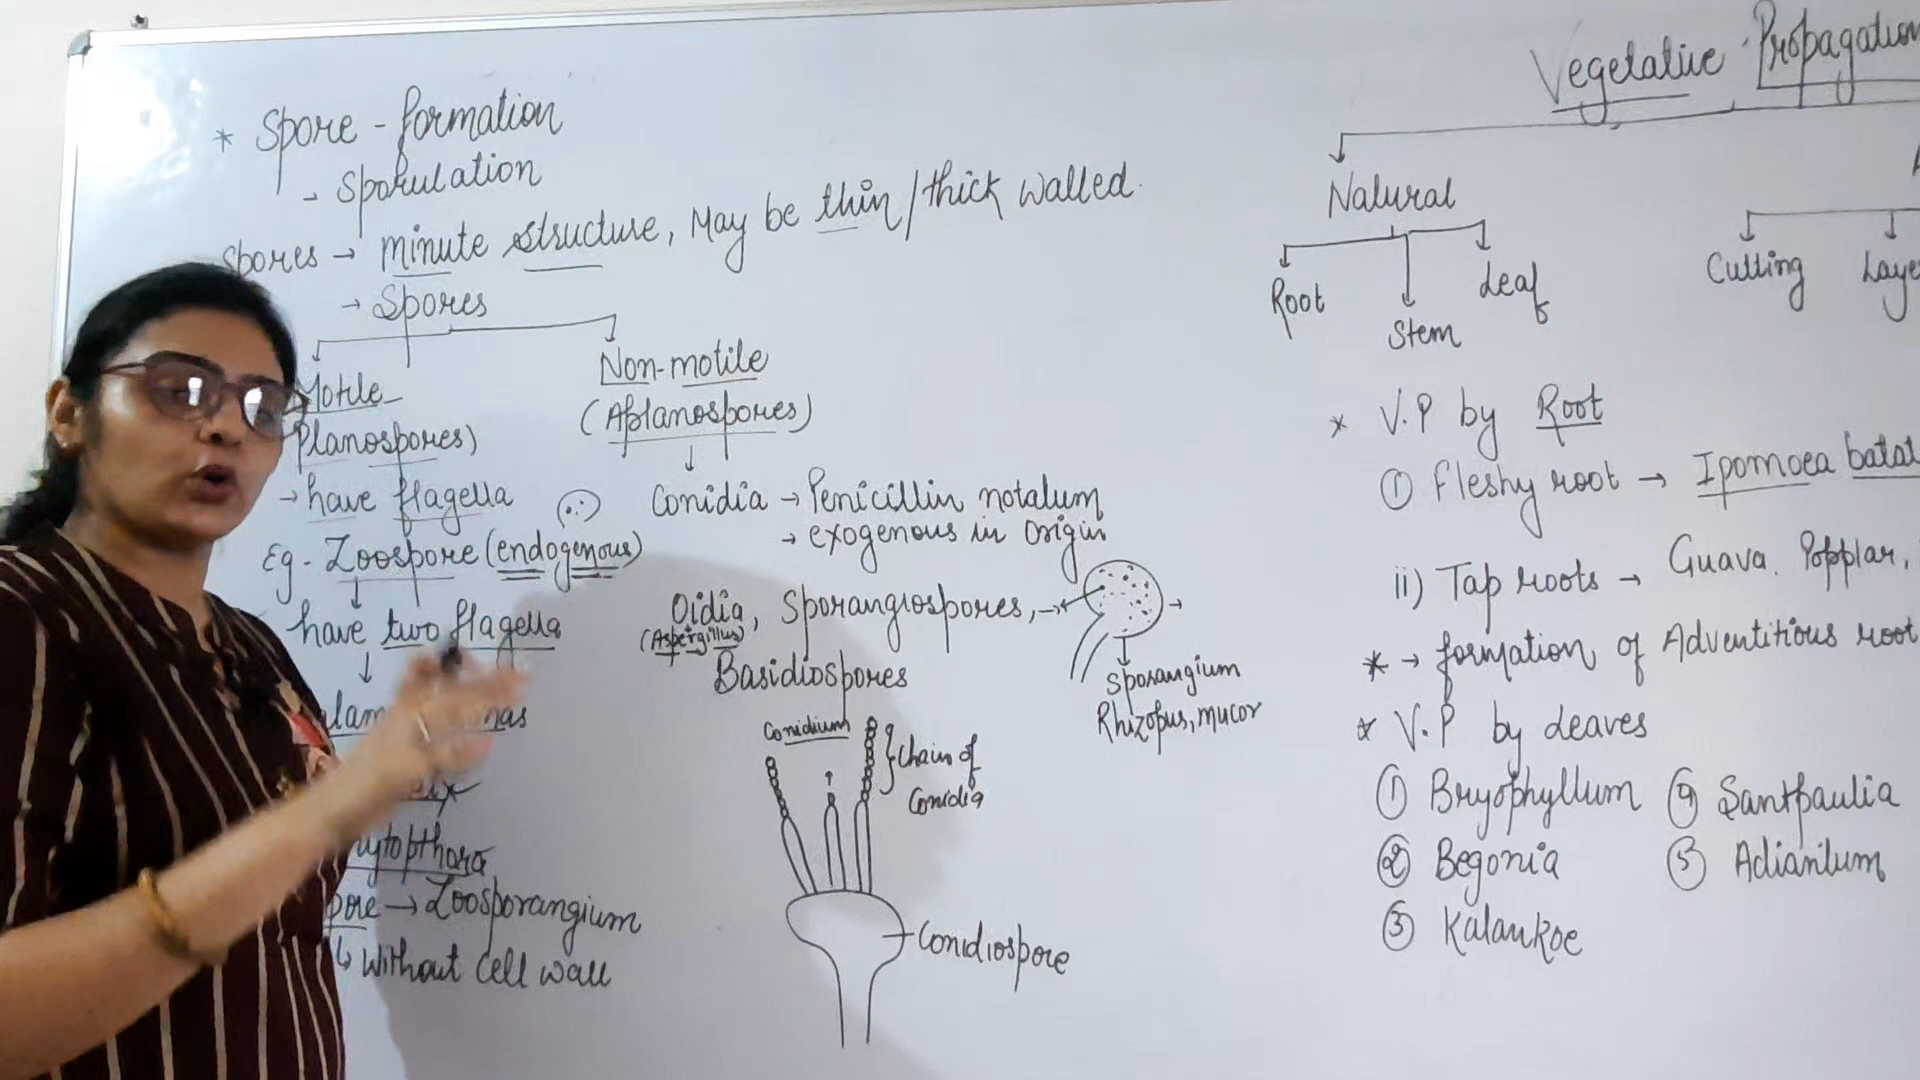 * Spore-formation
- Sporulation
Spores → minute structure, May be thin/thick walled.
→ Spores
Motile
Planospores)
→ have flagella
Eg- Zoospore (endogenous)
have two flagella
Phytopthora
→ Zoosporangium
↳ Without cell wall
Non-motile
(Aplanospores)
Conidia → Penicillin notatum
→ exogenous in Origin
Oidia, Sporangiospores, →
(Aspergillus)
Basidiospores
Sporangium
Rhizopus, mucor
Conidium
Chain of
Conidia
Conidiospore
Vegetative Propagation
Natural
Root
Stem
Leaf
Cutting
* V.P by Root
① Fleshy root → Ipomoea
ii) Tap roots → Guava. Popplar,
* → formation of Adventitious root
* V.P by Leaves
① Bryophyllum ④ Santpaulia
② Begonia ⑤ Adiantum
③ Kalankoe